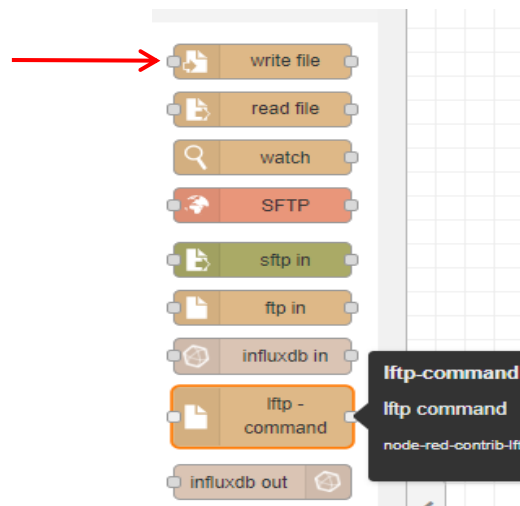 write file
read file
watch
SFTP
sftp in
ftp in
influxdb in
lftp -
command
lftp-command
lftp command
node-red-contrib-lf
influxdb out